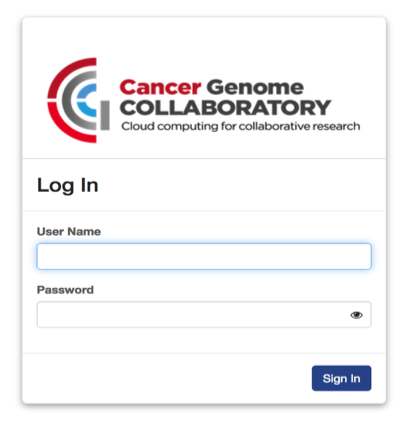 Cancer Genome
COLLABORATORY
Cloud computing for collaborative research
Log In
User Name
Password
Sign In